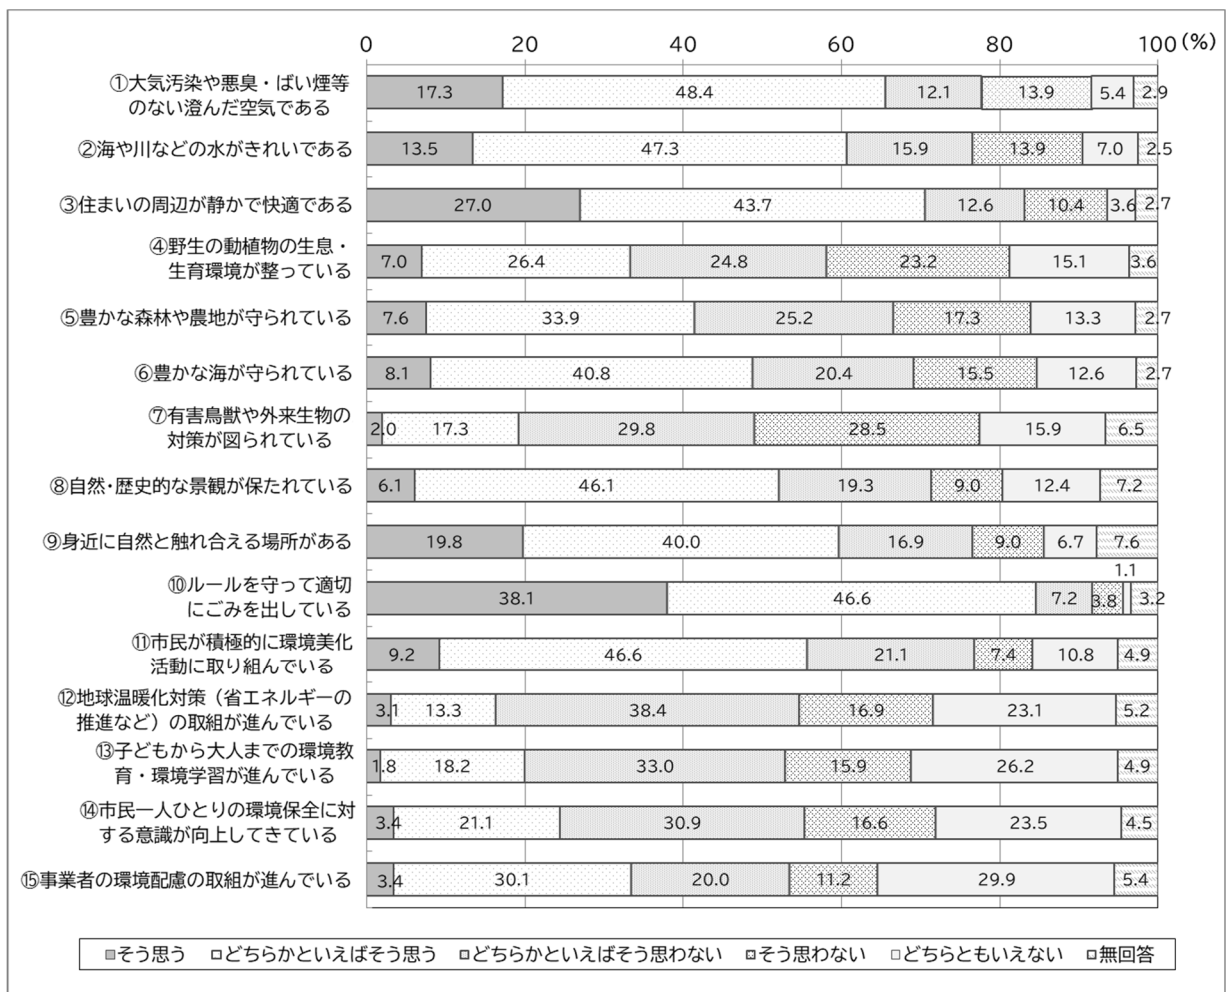 0 20 40 60 80 100 (%)
①大気汚染や悪臭・ばい煙等
のない澄んだ空気である
17.3 48.4 12.1 13.9 5.4 2.9
②海や川などの水がきれいである
13.5 47.3 15.9 13.9 7.0 2.5
③住まいの周辺が静かで快適である
27.0 43.7 12.6 10.4 3.6 2.7
④野生の動植物の生息・
生育環境が整っている
7.0 26.4 24.8 23.2 15.1 3.6
⑤豊かな森林や農地が守られている
7.6 33.9 25.2 17.3 13.3 2.7
⑥豊かな海が守られている
8.1 40.8 20.4 15.5 12.6 2.7
⑦有害鳥獣や外来生物の
対策が図られている
2.0 17.3 29.8 28.5 15.9 6.5
⑧自然・歴史的な景観が保たれている
6.1 46.1 19.3 9.0 12.4 7.2
⑨身近に自然と触れ合える場所がある
19.8 40.0 16.9 9.0 6.7 7.6
⑩ルールを守って適切
にごみを出している
38.1 46.6 7.2 3.8 1.1 3.2
⑪市民が積極的に環境美化
活動に取り組んでいる
9.2 46.6 21.1 7.4 10.8 4.9
⑫地球温暖化対策（省エネルギーの
推進など）の取組が進んでいる
3.1 13.3 38.4 16.9 23.1 5.2
⑬子どもから大人までの環境教
育・環境学習が進んでいる
1.8 18.2 33.0 15.9 26.2 4.9
⑭市民一人ひとりの環境保全に対
する意識が向上してきている
3.4 21.1 30.9 16.6 23.5 4.5
⑮事業者の環境配慮の取組が進んでいる
3.4 30.1 20.0 11.2 29.9 5.4
そう思う どちらかといえばそう思う どちらかといえばそう思わない そう思わない どちらともいえない 無回答